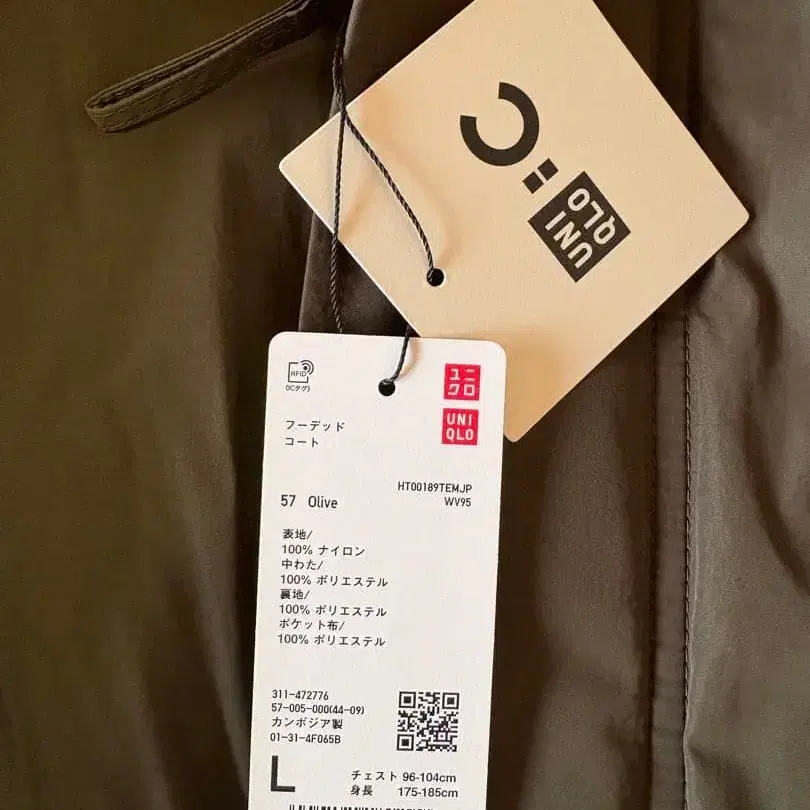 C:
UNI
QLO
RFID
(ICタグ)
ユニ
クロ
UNI
QLO
フーデッド
コート
HT00189TEMJP
WV95
57 Olive
表地/
100% ナイロン
中わた/
100% ポリエステル
裏地/
100% ポリエステル
ポケット布/
100% ポリエステル
311-472776
57-005-000(44-09)
カンボジア製
01-31-4F065B
L
チェスト 96-104cm
身長 175-185cm